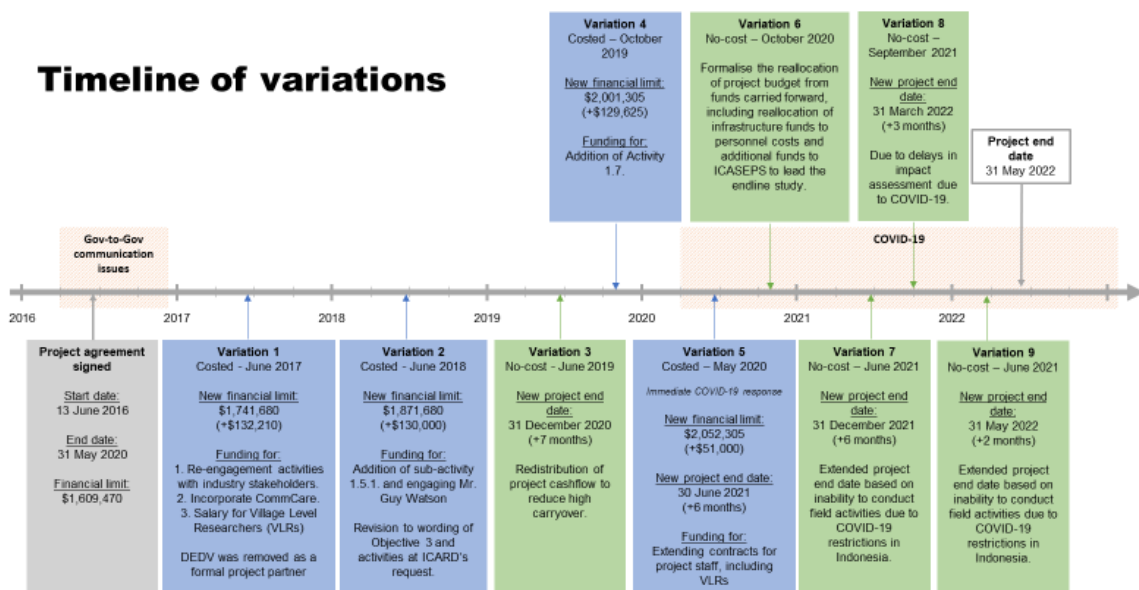 Timeline of variations
Variation 4
Costed – October
2019
New financial limit:
$2,001,305
(+$129,625)
Funding for:
Addition of Activity
1.7.
Variation 6
No-cost – October 2020
Formalise the reallocation
of project budget from
funds carried forward,
including reallocation of
infrastructure funds to
personnel costs and
additional funds to
ICASEPS to lead the
endline study.
Variation 8
No-cost –
September 2021
New project end
date:
31 March 2022
(+3 months)
Due to delays in
impact
assessment due
to COVID-19.
Project end
date
31 May 2022
Gov-to-Gov
communication
issues
COVID-19
2016
2017
2018
2019
2020
2021
2022
Project agreement
signed
Start date:
13 June 2016
End date:
31 May 2020
Financial limit:
$1,609,470
Variation 1
Costed - June 2017
New financial limit:
$1,741,680
(+$132,210)
Funding for:
1. Re-engagement activities
with industry stakeholders.
2. Incorporate CommCare.
3. Salary for Village Level
Researchers (VLRs)
DEDV was removed as a
formal project partner
Variation 2
Costed - June 2018
New financial limit:
$1,871,680
(+$130,000)
Funding for:
Addition of sub-activity
1.5.1. and engaging Mr.
Guy Watson
Revision to wording of
Objective 3 and
activities at ICARD's
request.
Variation 3
No-cost - June 2019
New project end
date:
31 December 2020
(+7 months)
Redistribution of
project cashflow to
reduce high
carryover.
Variation 5
Costed – May 2020
Immediate COVID-19 response
New financial limit:
$2,052,305
(+$51,000)
New project end date:
30 June 2021
(+6 months)
Funding for:
Extending contracts for
project staff, including
VLRs
Variation 7
No-cost – June 2021
New project end
date:
31 December 2021
(+6 months)
Extended project
end date based on
inability to conduct
field activities due to
COVID-19
restrictions in
Indonesia.
Variation 9
No-cost – June 2021
New project end
date:
31 May 2022
(+2 months)
Extended project
end date based on
inability to conduct
field activities due to
COVID-19
restrictions in
Indonesia.